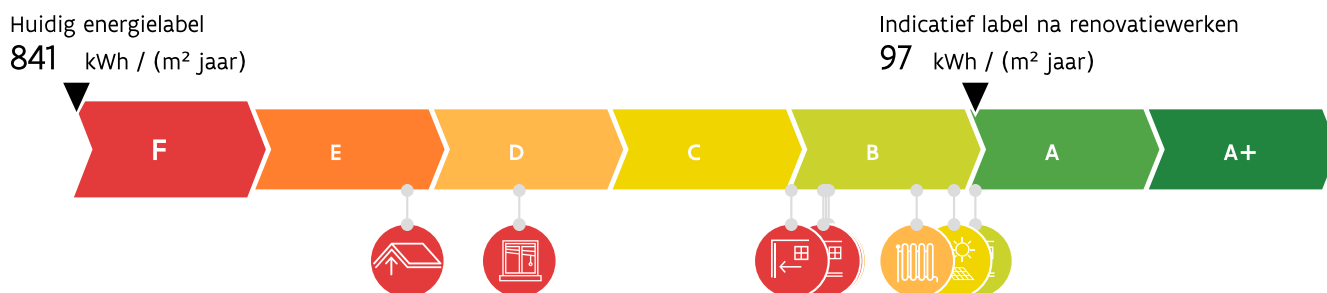 Huidig energielabel
841 kWh / (m² jaar)
Indicatief label na renovatiewerken
97 kWh / (m² jaar)
F E D C B A A+